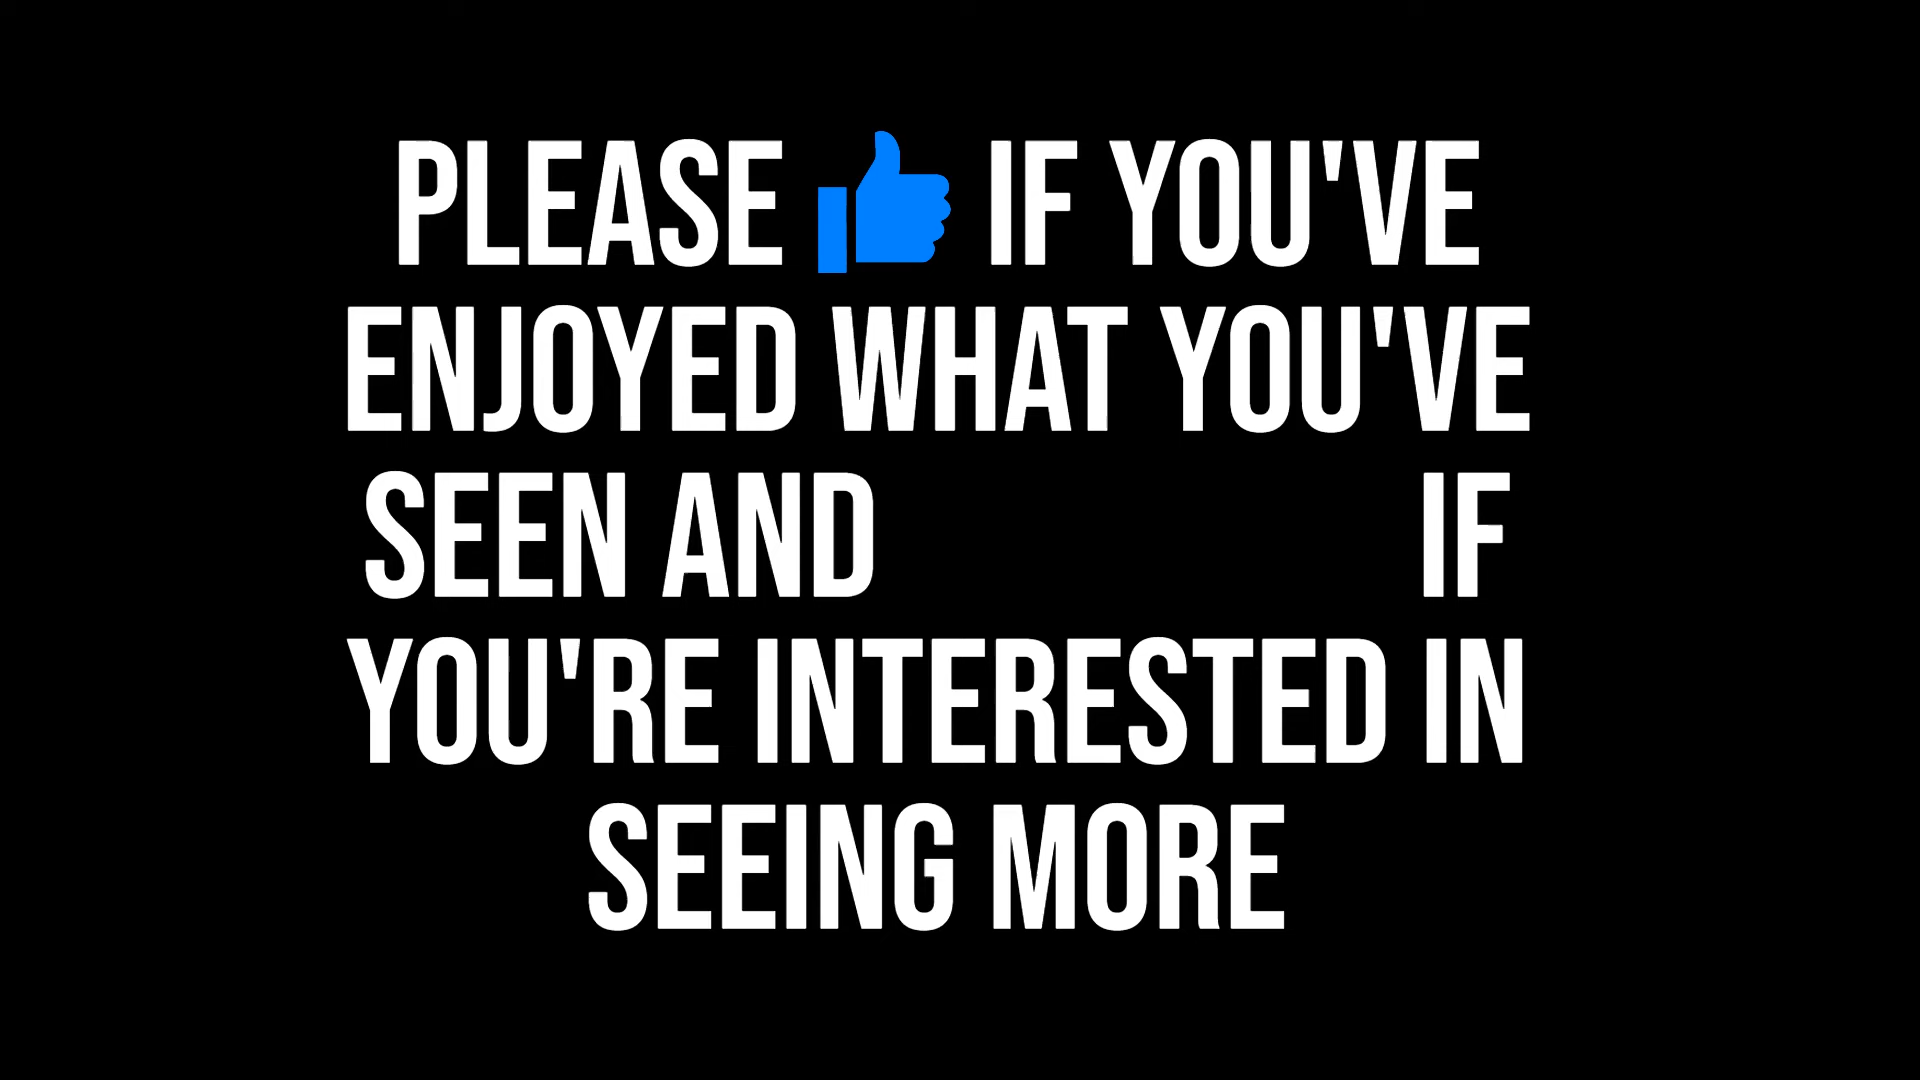 PLEASE 👍 IF YOU'VE
ENJOYED WHAT YOU'VE
SEEN AND IF
YOU'RE INTERESTED IN
SEEING MORE